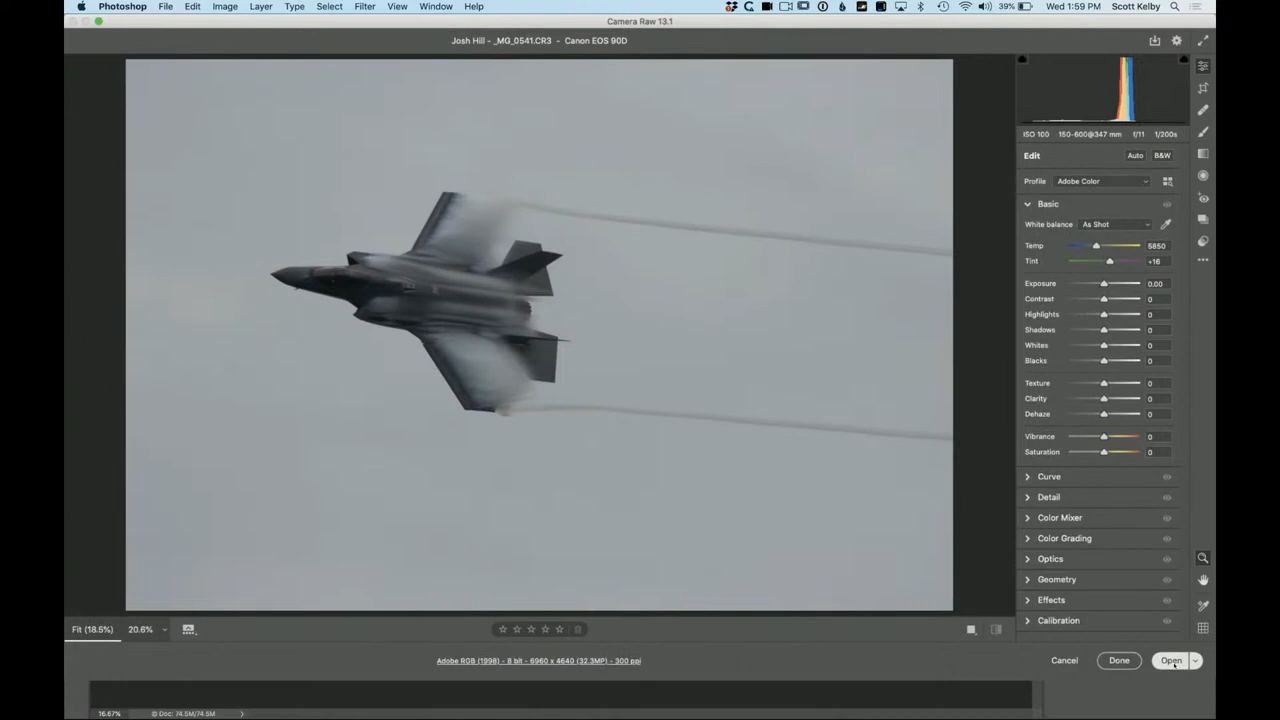 Photoshop File Edit Image Layer Type Select Filter View Window Help 39% Wed 1:59 PM Scott Kelby
Camera Raw 13.1
Josh Hill - _MG_0541.CR3 - Canon EOS 90D
ISO 100 150-600@347 mm f/11 1/200s
Edit Auto B&W
Profile Adobe Color
Basic
White balance As Shot
Temp 5850
Tint +16
Exposure 0.00
Contrast 0
Highlights 0
Shadows 0
Whites 0
Blacks 0
Texture 0
Clarity 0
Dehaze 0
Vibrance 0
Saturation 0
Curve
Detail
Color Mixer
Color Grading
Optics
Geometry
Effects
Calibration
Fit (18.5%) 20.6%
Adobe RGB (1998) - 8 bit - 6960 x 4640 (32.3MP) - 300 ppi
Cancel Done Open
16.67% Doc: 74.5M/74.5M